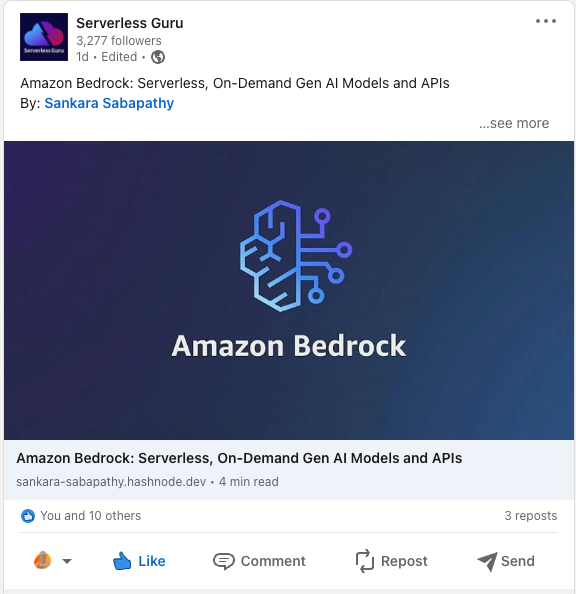 Serverless Guru
Serverless Guru
3,277 followers
1d • Edited •
Amazon Bedrock: Serverless, On-Demand Gen AI Models and APIs
By: Sankara Sabapathy
...see more
Amazon Bedrock
Amazon Bedrock: Serverless, On-Demand Gen AI Models and APIs
sankara-sabapathy.hashnode.dev • 4 min read
You and 10 others
3 reposts
Like
Comment
Repost
Send